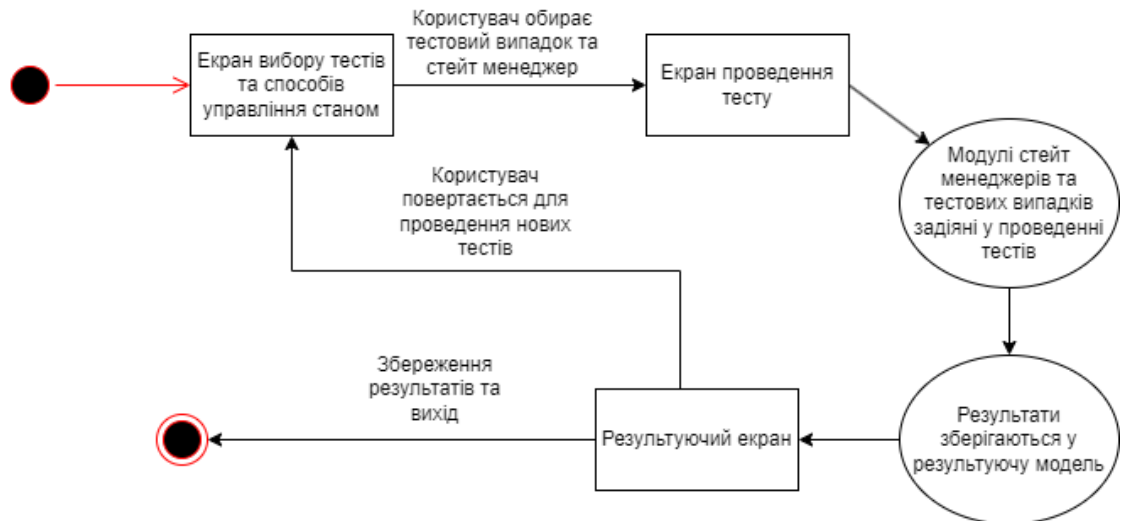 Користувач обирає
тестовий випадок та
стейт менеджер
Екран вибору тестів
та способів
управління станом
Екран проведення
тесту
Модулі стейт
менеджерів та
тестових випадків
задіяні у проведенні
тестів
Користувач
повертається для
проведення нових
тестів
Збереження
результатів та
вихід
Результуючий екран
Результати
зберігаються у
результуючу модель